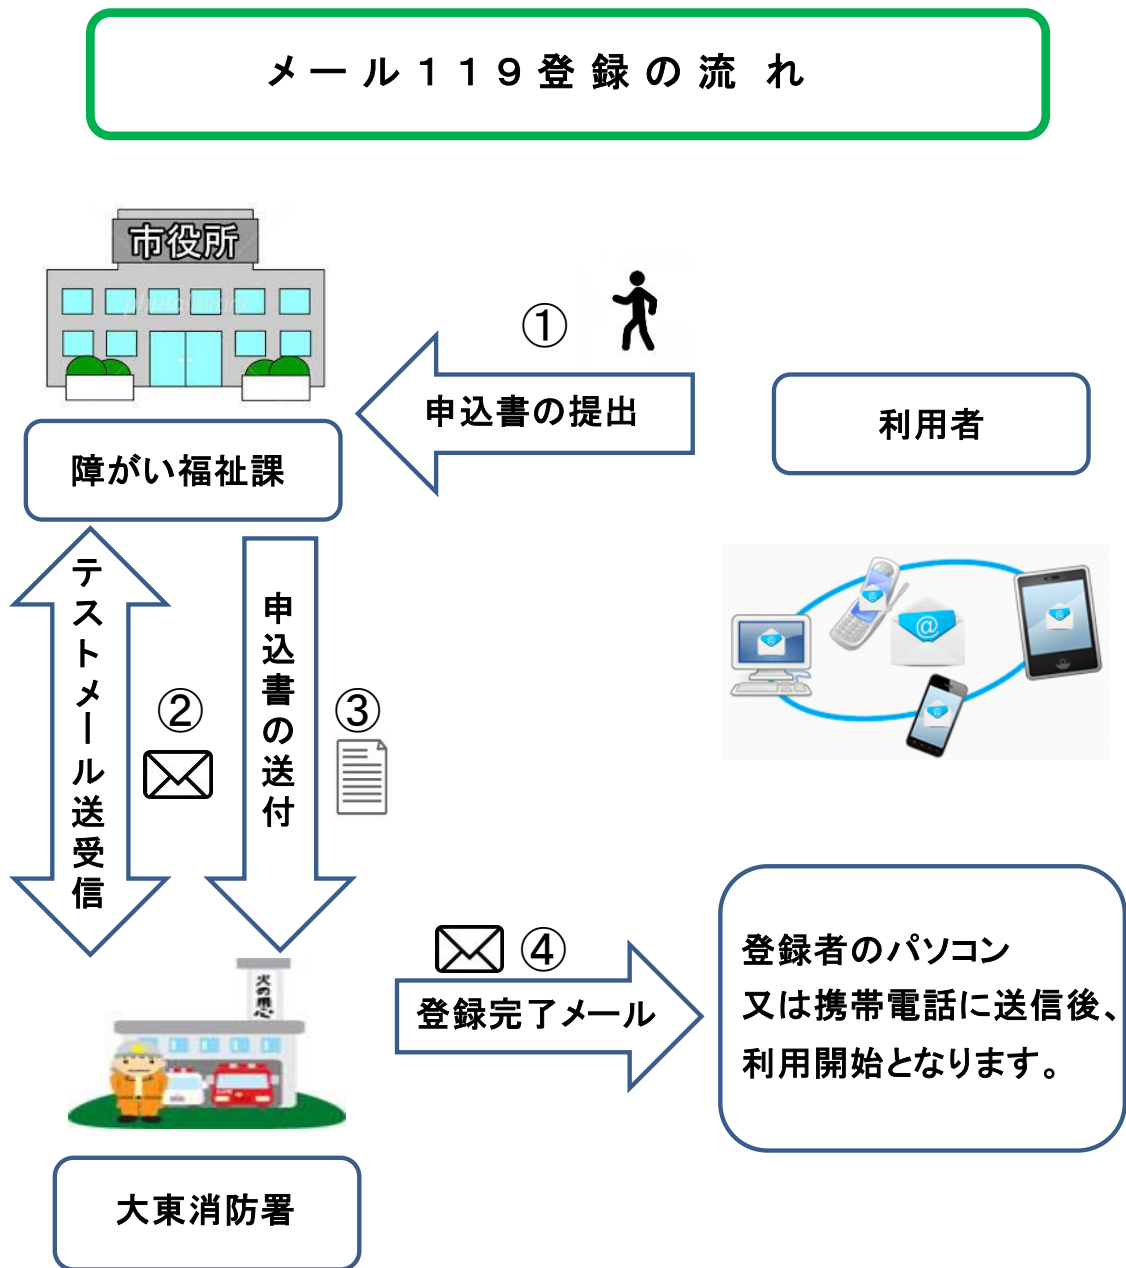 メール１１９登録の流れ
市役所
①
申込書の提出
利用者
障がい福祉課
テストメール送受信
②
申込書の送付
③
@
@
火の用心
④
登録完了メール
登録者のパソコン
又は携帯電話に送信後、
利用開始となります。
大東消防署